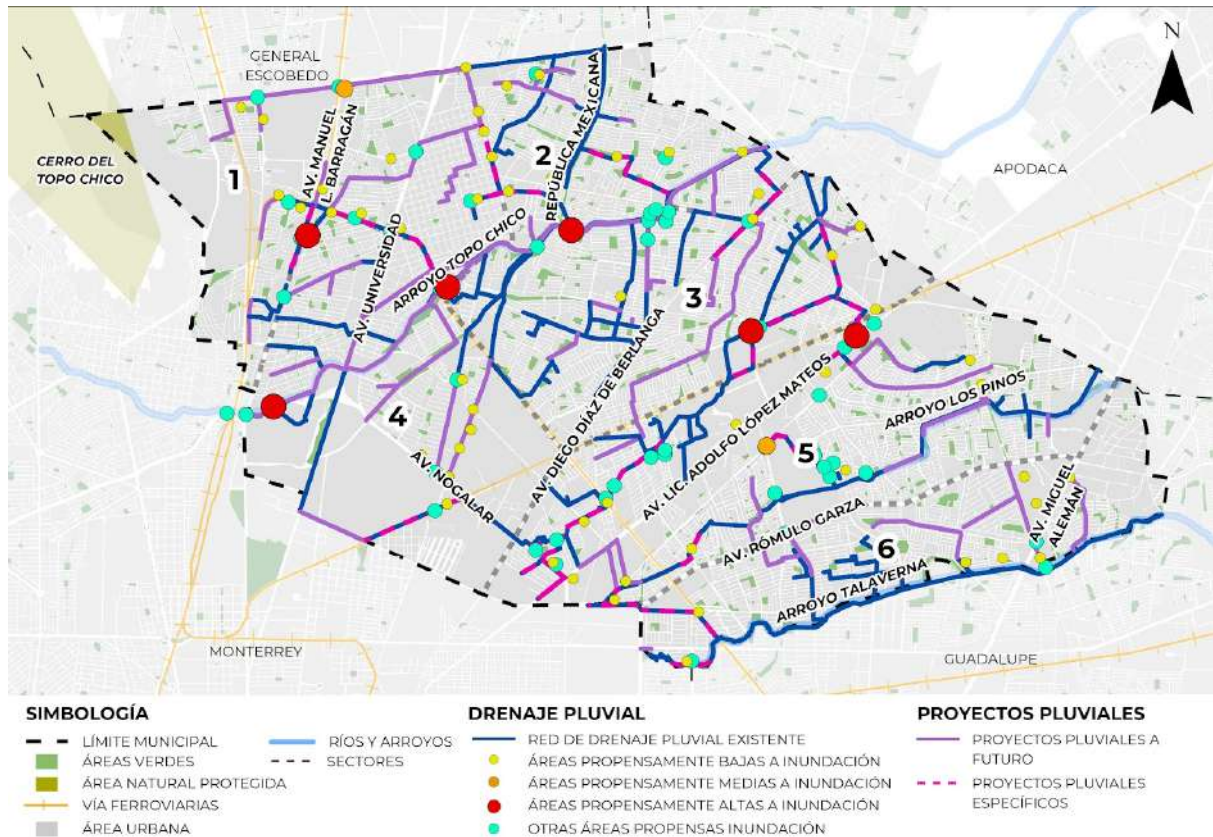 N
GENERAL
ESCOBEDO
CERRO DEL
TOPO CHICO
1
AV. MANUEL
L. BARRAGÁN
2
REPÚBLICA MEXICANA
APODACA
AV. UNIVERSIDAD
ARROYO TOPO CHICO
3
AV. DIEGO DÍAZ DE BERLANGA
4
AV. NOGALAR
AV. LIC. ADOLFO LÓPEZ MATEOS
ARROYO LOS PINOS
5
AV. MIGUEL
ALEMÁN
AV. RÓMULO GARZA
6
ARROYO TALAVERNA
MONTERREY
GUADALUPE
SIMBOLOGÍA
LÍMITE MUNICIPAL
ÁREAS VERDES
ÁREA NATURAL PROTEGIDA
VÍA FERROVIARIAS
ÁREA URBANA
RÍOS Y ARROYOS
SECTORES
DRENAJE PLUVIAL
RED DE DRENAJE PLUVIAL EXISTENTE
ÁREAS PROPENSAMENTE BAJAS A INUNDACIÓN
ÁREAS PROPENSAMENTE MEDIAS A INUNDACIÓN
ÁREAS PROPENSAMENTE ALTAS A INUNDACIÓN
OTRAS ÁREAS PROPENSAS INUNDACIÓN
PROYECTOS PLUVIALES
PROYECTOS PLUVIALES A
FUTURO
PROYECTOS PLUVIALES
ESPECÍFICOS